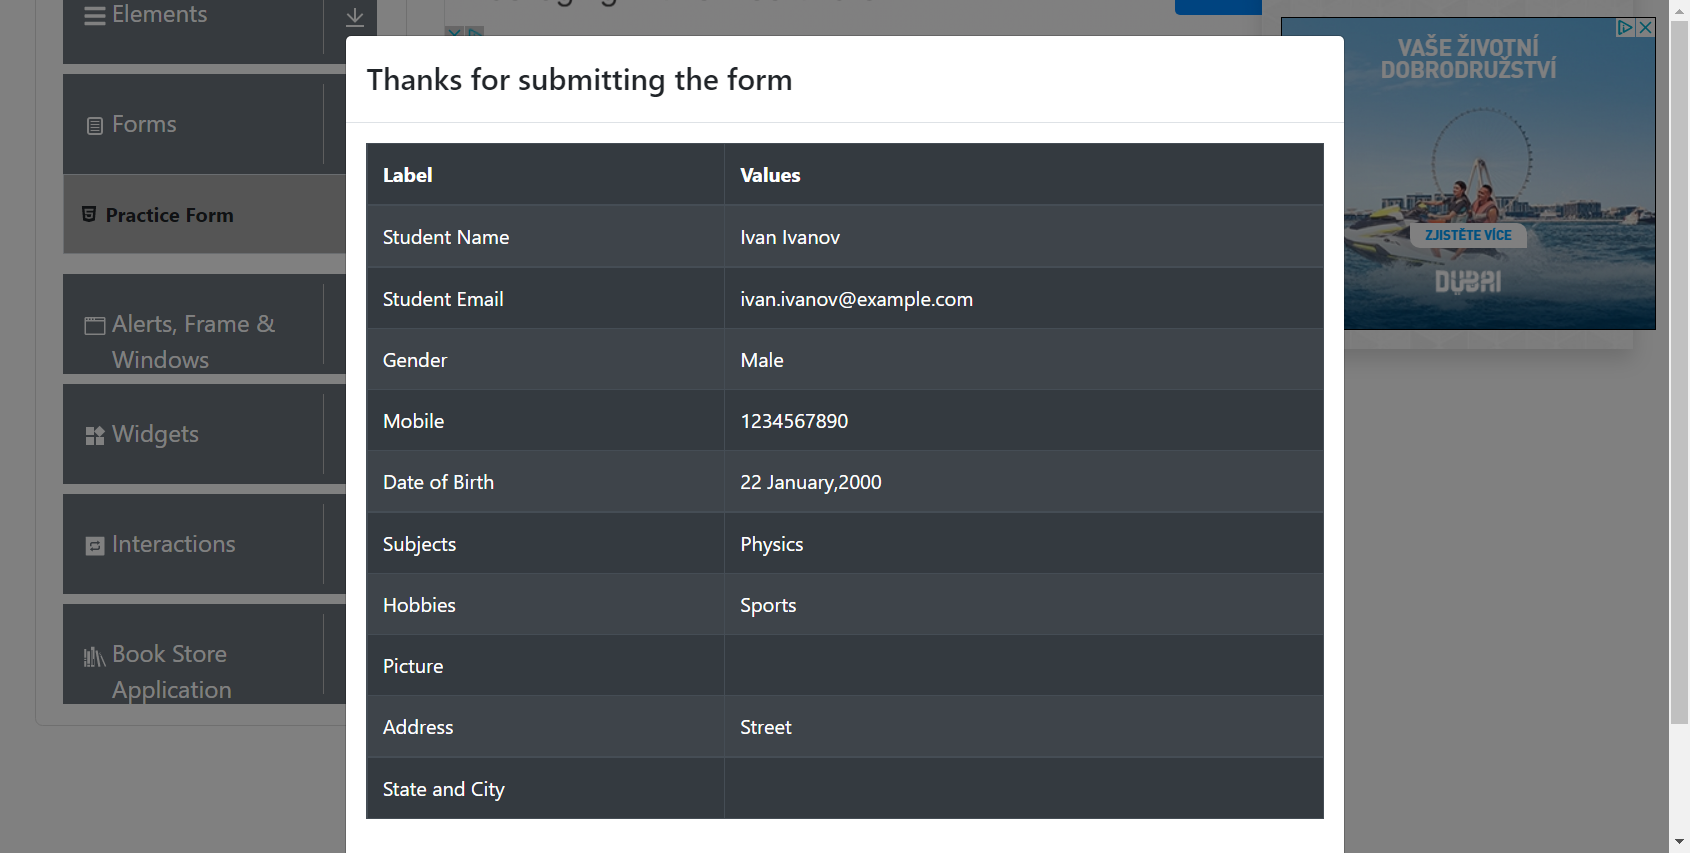 Elements
Forms
Practice Form
Alerts, Frame &
Windows
Widgets
Interactions
Book Store
Application
Thanks for submitting the form
Label Values
Student Name Ivan Ivanov
Student Email ivan.ivanov@example.com
Gender Male
Mobile 1234567890
Date of Birth 22 January,2000
Subjects Physics
Hobbies Sports
Picture
Address Street
State and City
VAŠE ŽIVOTNÍ
DOBRODRUŽSTVÍ
ZJISTĚTE VÍCE
DUBAI